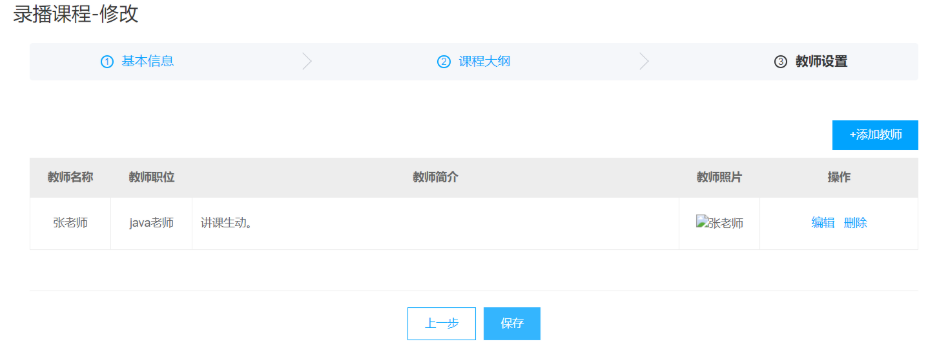 录播课程-修改
① 基本信息 ② 课程大纲 ③ 教师设置
+添加教师
教师名称 教师职位 教师简介 教师照片 操作
张老师 java老师 讲课生动。 张老师 编辑 删除
上一步 保存